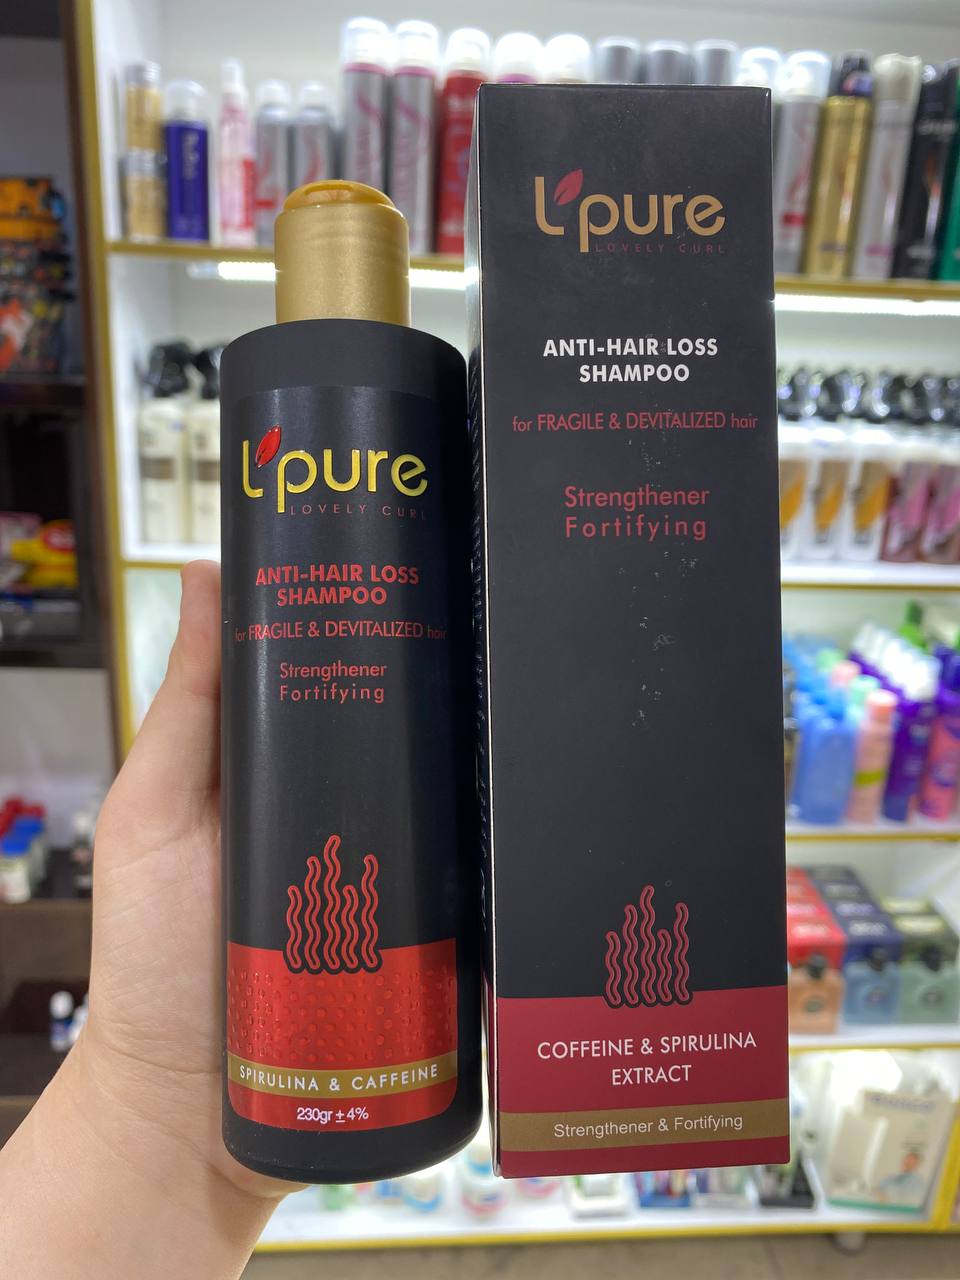 L'pure
LOVELY CURL
ANTI-HAIR LOSS
SHAMPOO
for FRAGILE & DEVITALIZED hair
Strengthener
Fortifying
SPIRULINA & CAFFEINE
230gr ± 4%
L'pure
LOVELY CURL
ANTI-HAIR LOSS
SHAMPOO
for FRAGILE & DEVITALIZED hair
Strengthener
Fortifying
COFFEINE & SPIRULINA
EXTRACT
Strengthener & Fortifying